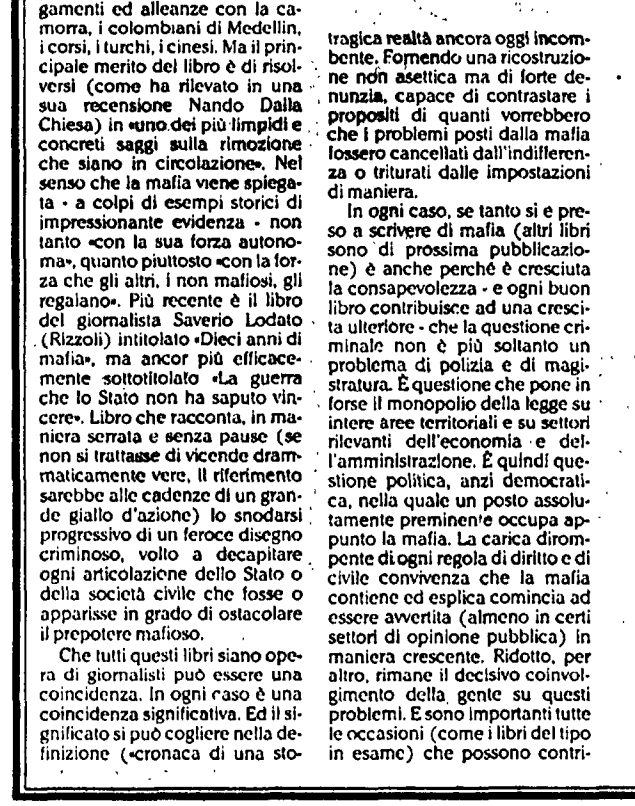 gamenti ed alleanze con la ca-
morra, i colombiani di Medellin,
i corsi, i turchi, i cinesi. Ma il prin-
cipale merito del libro è di risol-
versi (come ha rilevato in una
sua recensione Nando Dalla
Chiesa) in «uno dei più limpidi e
concreti saggi sulla rimozione
che siano in circolazione». Nel
senso che la mafia viene spiega-
ta - a colpi di esempi storici di
impressionante evidenza - non
tanto «con la sua forza autono-
ma», quanto piuttosto «con la for-
za che gli altri, i non mafiosi, gli
regalano». Più recente è il libro
del giornalista Saverio Lodato
(Rizzoli) intitolato «Dieci anni di
mafia», ma ancor più efficace-
mente sottotitolato «La guerra
che lo Stato non ha saputo vin-
cere». Libro che racconta, in ma-
niera serrata e senza pause (se
non si trattasse di vicende dram-
maticamente vere, il riferimento
sarebbe alle cadenze di un gran-
de giallo d'azione) lo snodarsi
progressivo di un feroce disegno
criminoso, volto a decapitare
ogni articolazione dello Stato o
della società civile che fosse o
apparisse in grado di ostacolare
il prepotere mafioso.
Che tutti questi libri siano ope-
ra di giornalisti può essere una
coincidenza. In ogni caso è una
coincidenza significativa. Ed il si-
gnificato si può cogliere nella de-
finizione («cronaca di una sto-
tragica realtà ancora oggi incom-
bente. Fornendo una ricostruzio-
ne non asettica ma di forte de-
nunzia, capace di contrastare i
propositi di quanti vorrebbero
che i problemi posti dalla mafia
fossero cancellati dall'indifferen-
za o triturati dalle impostazioni
di maniera.
In ogni caso, se tanto si è pre-
so a scrivere di mafia (altri libri
sono di prossima pubblicazio-
ne) è anche perché è cresciuta
la consapevolezza - e ogni buon
libro contribuisce ad una cresci-
ta ulteriore - che la questione cri-
minale non è più soltanto un
problema di polizia e di magi-
stratura. È questione che pone in
forse il monopolio della legge su
intere aree territoriali e su settori
rilevanti dell'economia e del-
l'amministrazione. È quindi que-
stione politica, anzi democrati-
ca, nella quale un posto assolu-
tamente preminente occupa ap-
punto la mafia. La carica dirom-
pente di ogni regola di diritto e di
civile convivenza che la mafia
contiene ed esplica comincia ad
essere avvertita (almeno in certi
settori di opinione pubblica) in
maniera crescente. Ridotto, per
altro, rimane il decisivo coinvol-
gimento della gente su questi
problemi. E sono importanti tutte
le occasioni (come i libri del tipo
in esame) che possono contri-